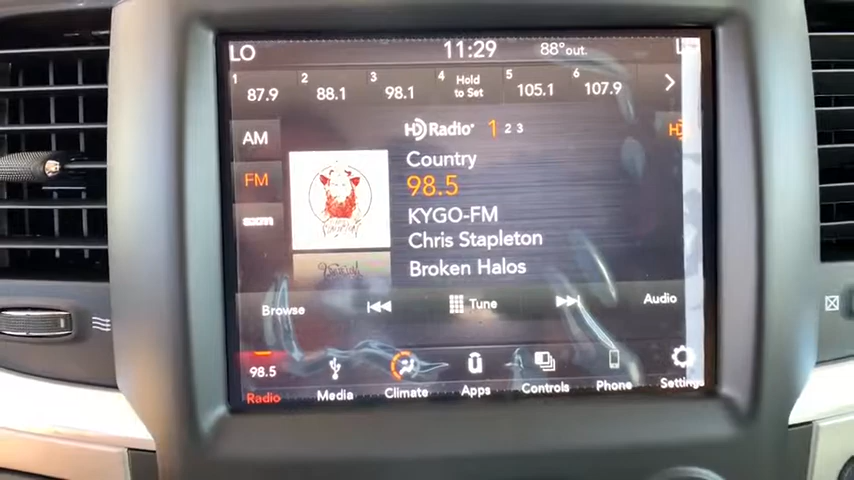 LO 11:29 88°out.
1 87.9 2 88.1 3 98.1 4 Hold to Set 5 105.1 6 107.9
HD Radio 1 2 3 HD
AM
FM
Country
98.5
KYGO-FM
Chris Stapleton
Broken Halos
Browse Tune Audio
98.5
Radio Media Climate Apps Controls Phone Settings